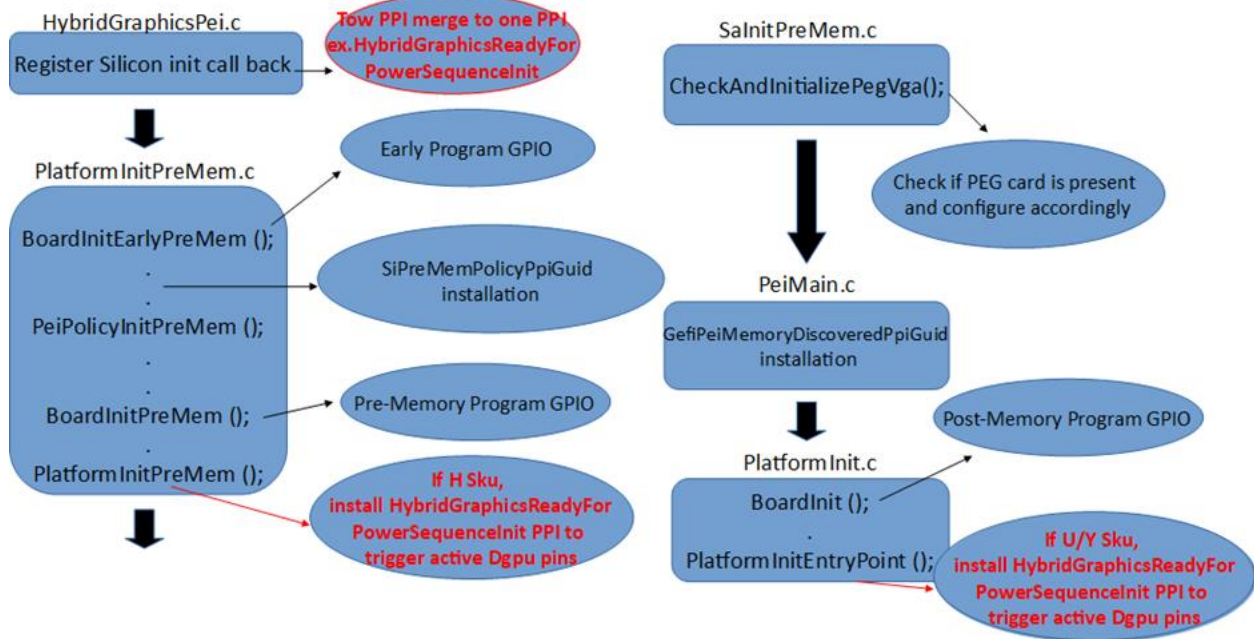 HybridGraphicsPei.c
Register Silicon init call back
Tow PPI merge to one PPI
ex.HybridGraphicsReadyFor
PowerSequenceInit
PlatformInitPreMem.c
Early Program GPIO
BoardInitEarlyPreMem ();
.
.
SiPreMemPolicyPpiGuid
installation
PeiPolicyInitPreMem ();
.
.
BoardInitPreMem ();
Pre-Memory Program GPIO
.
PlatformInitPreMem ();
If H Sku,
install HybridGraphicsReadyFor
PowerSequenceInit PPI to
trigger active Dgpu pins
SaInitPreMem.c
CheckAndInitializePegVga();
Check if PEG card is present
and configure accordingly
PeiMain.c
GefiPeiMemoryDiscoveredPpiGuid
installation
Post-Memory Program GPIO
PlatformInit.c
BoardInit ();
.
PlatformInitEntryPoint ();
If U/Y Sku,
install HybridGraphicsReadyFor
PowerSequenceInit PPI to
trigger active Dgpu pins